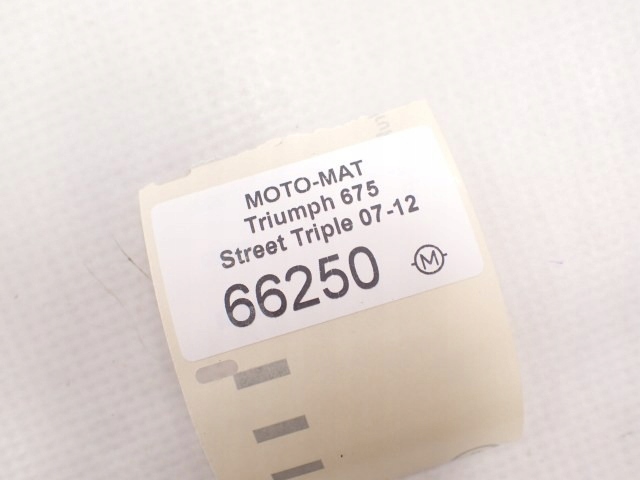 MOTO-MAT
Triumph 675
Street Triple 07-12
66250
M